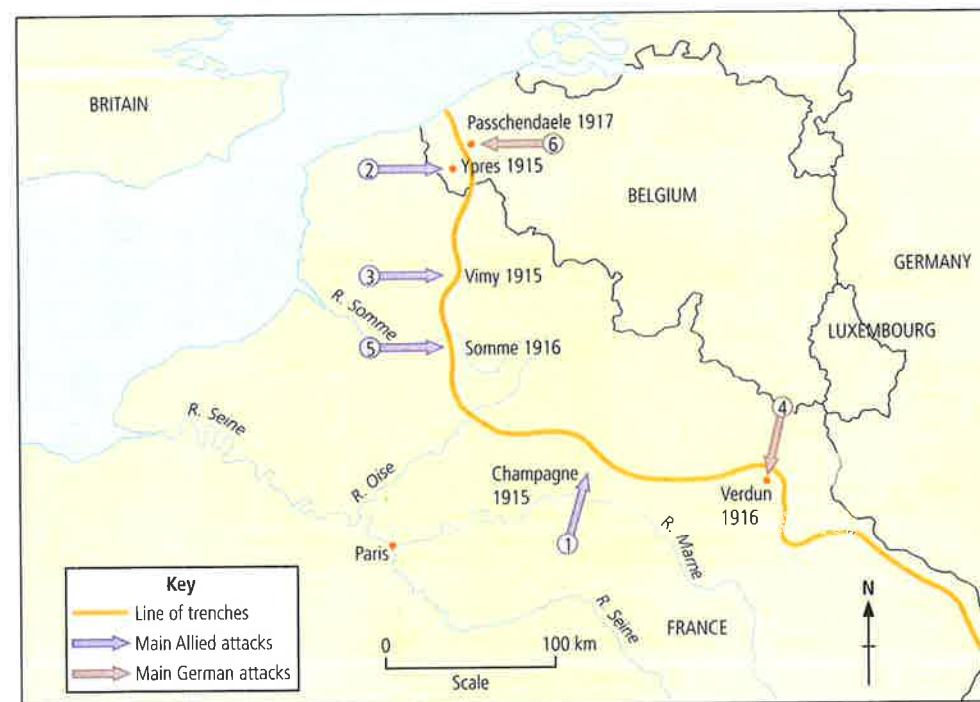 BRITAIN
Passchendaele 1917
6
2
Ypres 1915
BELGIUM
GERMANY
3
Vimy 1915
R. Somme
LUXEMBOURG
5
Somme 1916
4
R. Seine
R. Oise
Champagne
1915
Verdun
1916
1
R. Marne
Paris
Key
Line of trenches
Main Allied attacks
Main German attacks
R. Seine
FRANCE
N
0
100 km
Scale